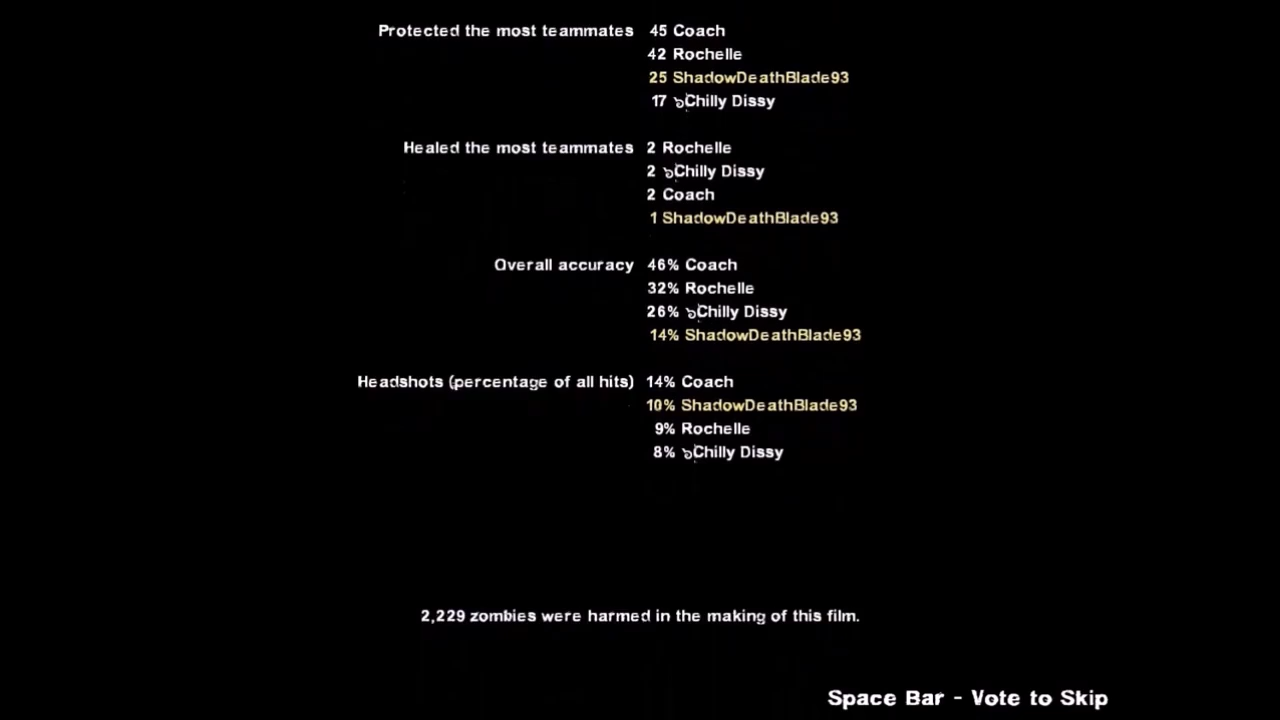 Protected the most teammates 45 Coach
42 Rochelle
25 ShadowDeathBlade93
17 ঌChilly Dissy
Healed the most teammates 2 Rochelle
2 ঌChilly Dissy
2 Coach
1 ShadowDeathBlade93
Overall accuracy 46% Coach
32% Rochelle
26% ঌChilly Dissy
14% ShadowDeathBlade93
Headshots (percentage of all hits) 14% Coach
10% ShadowDeathBlade93
9% Rochelle
8% ঌChilly Dissy
2,229 zombies were harmed in the making of this film.
Space Bar - Vote to Skip